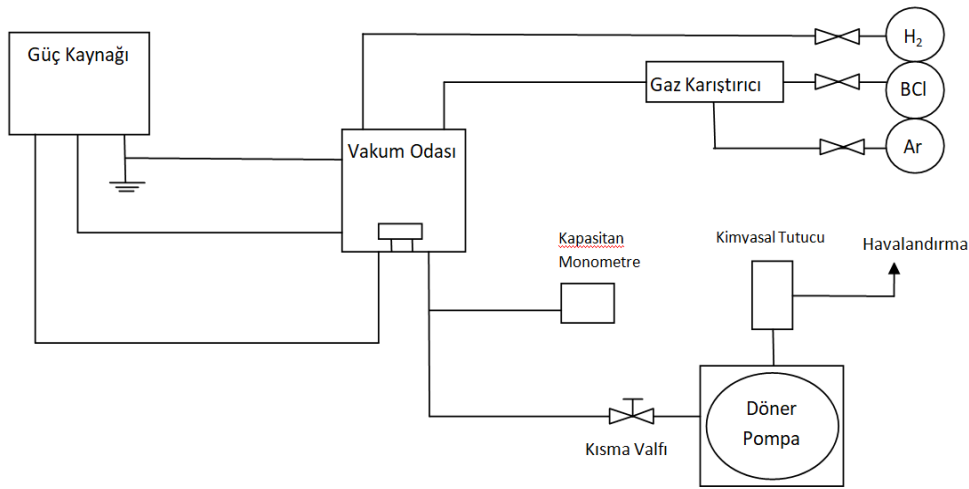 Güç Kaynağı
H2
Gaz Karıştırıcı
BCl
Vakum Odası
Ar
Kapasitan
Monometre
Kimyasal Tutucu
Havalandırma
Döner
Pompa
Kısma Valfı